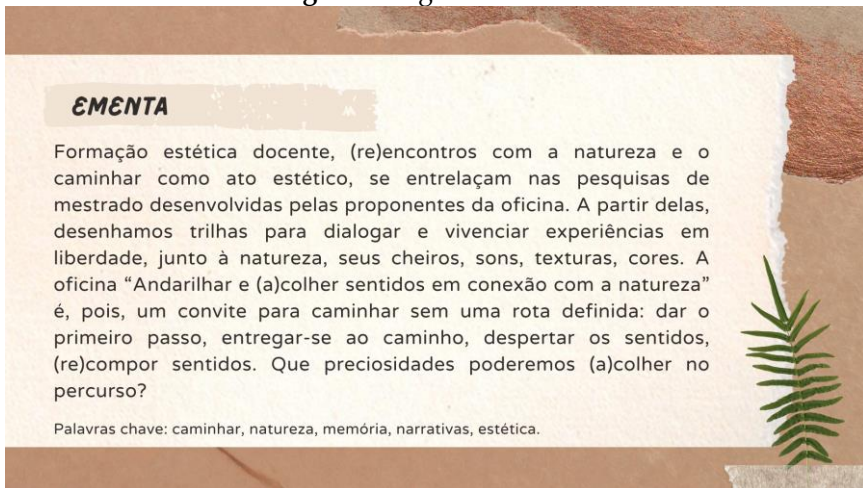 EMENTA
Formação estética docente, (re)encontros com a natureza e o
caminhar como ato estético, se entrelaçam nas pesquisas de
mestrado desenvolvidas pelas proponentes da oficina. A partir delas,
desenhamos trilhas para dialogar e vivenciar experiências em
liberdade, junto à natureza, seus cheiros, sons, texturas, cores. A
oficina “Andarilhar e (a)colher sentidos em conexão com a natureza”
é, pois, um convite para caminhar sem uma rota definida: dar o
primeiro passo, entregar-se ao caminho, despertar os sentidos,
(re)compor sentidos. Que preciosidades poderemos (a)colher no
percurso?
Palavras chave: caminhar, natureza, memória, narrativas, estética.